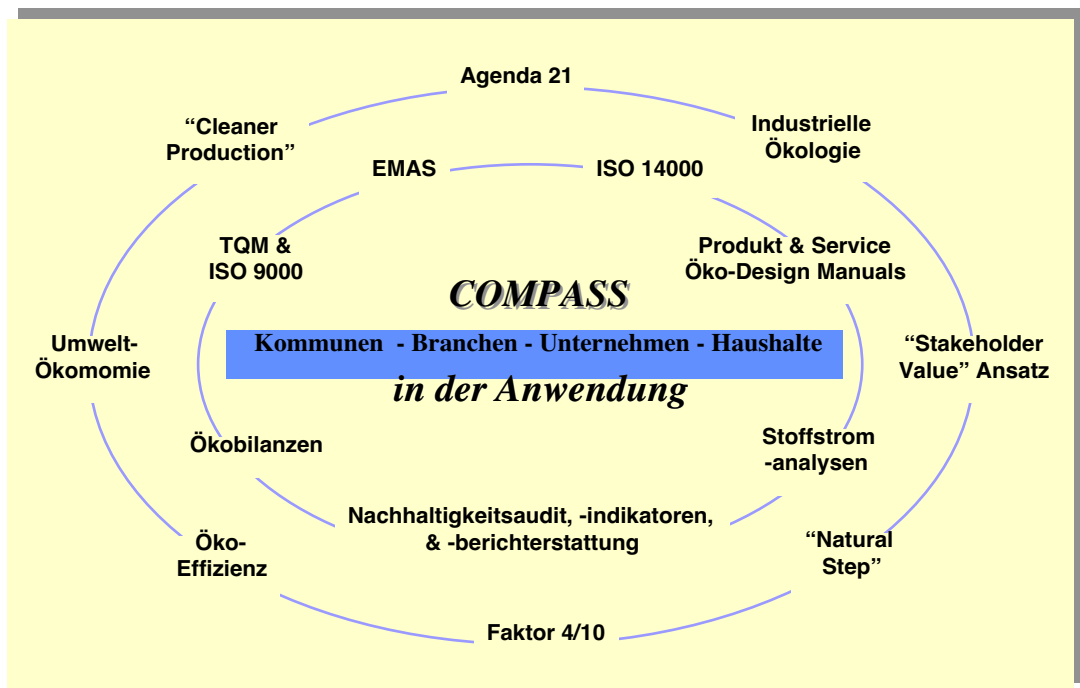 Agenda 21
“Cleaner
Production”
Industrielle
Ökologie
EMAS
ISO 14000
TQM &
ISO 9000
Produkt & Service
Öko-Design Manuals
COMPASS
Kommunen - Branchen - Unternehmen - Haushalte
in der Anwendung
Umwelt-
Ökomomie
“Stakeholder
Value” Ansatz
Ökobilanzen
Stoffstrom
-analysen
Nachhaltigkeitsaudit, -indikatoren,
& -berichterstattung
Öko-
Effizienz
“Natural
Step”
Faktor 4/10